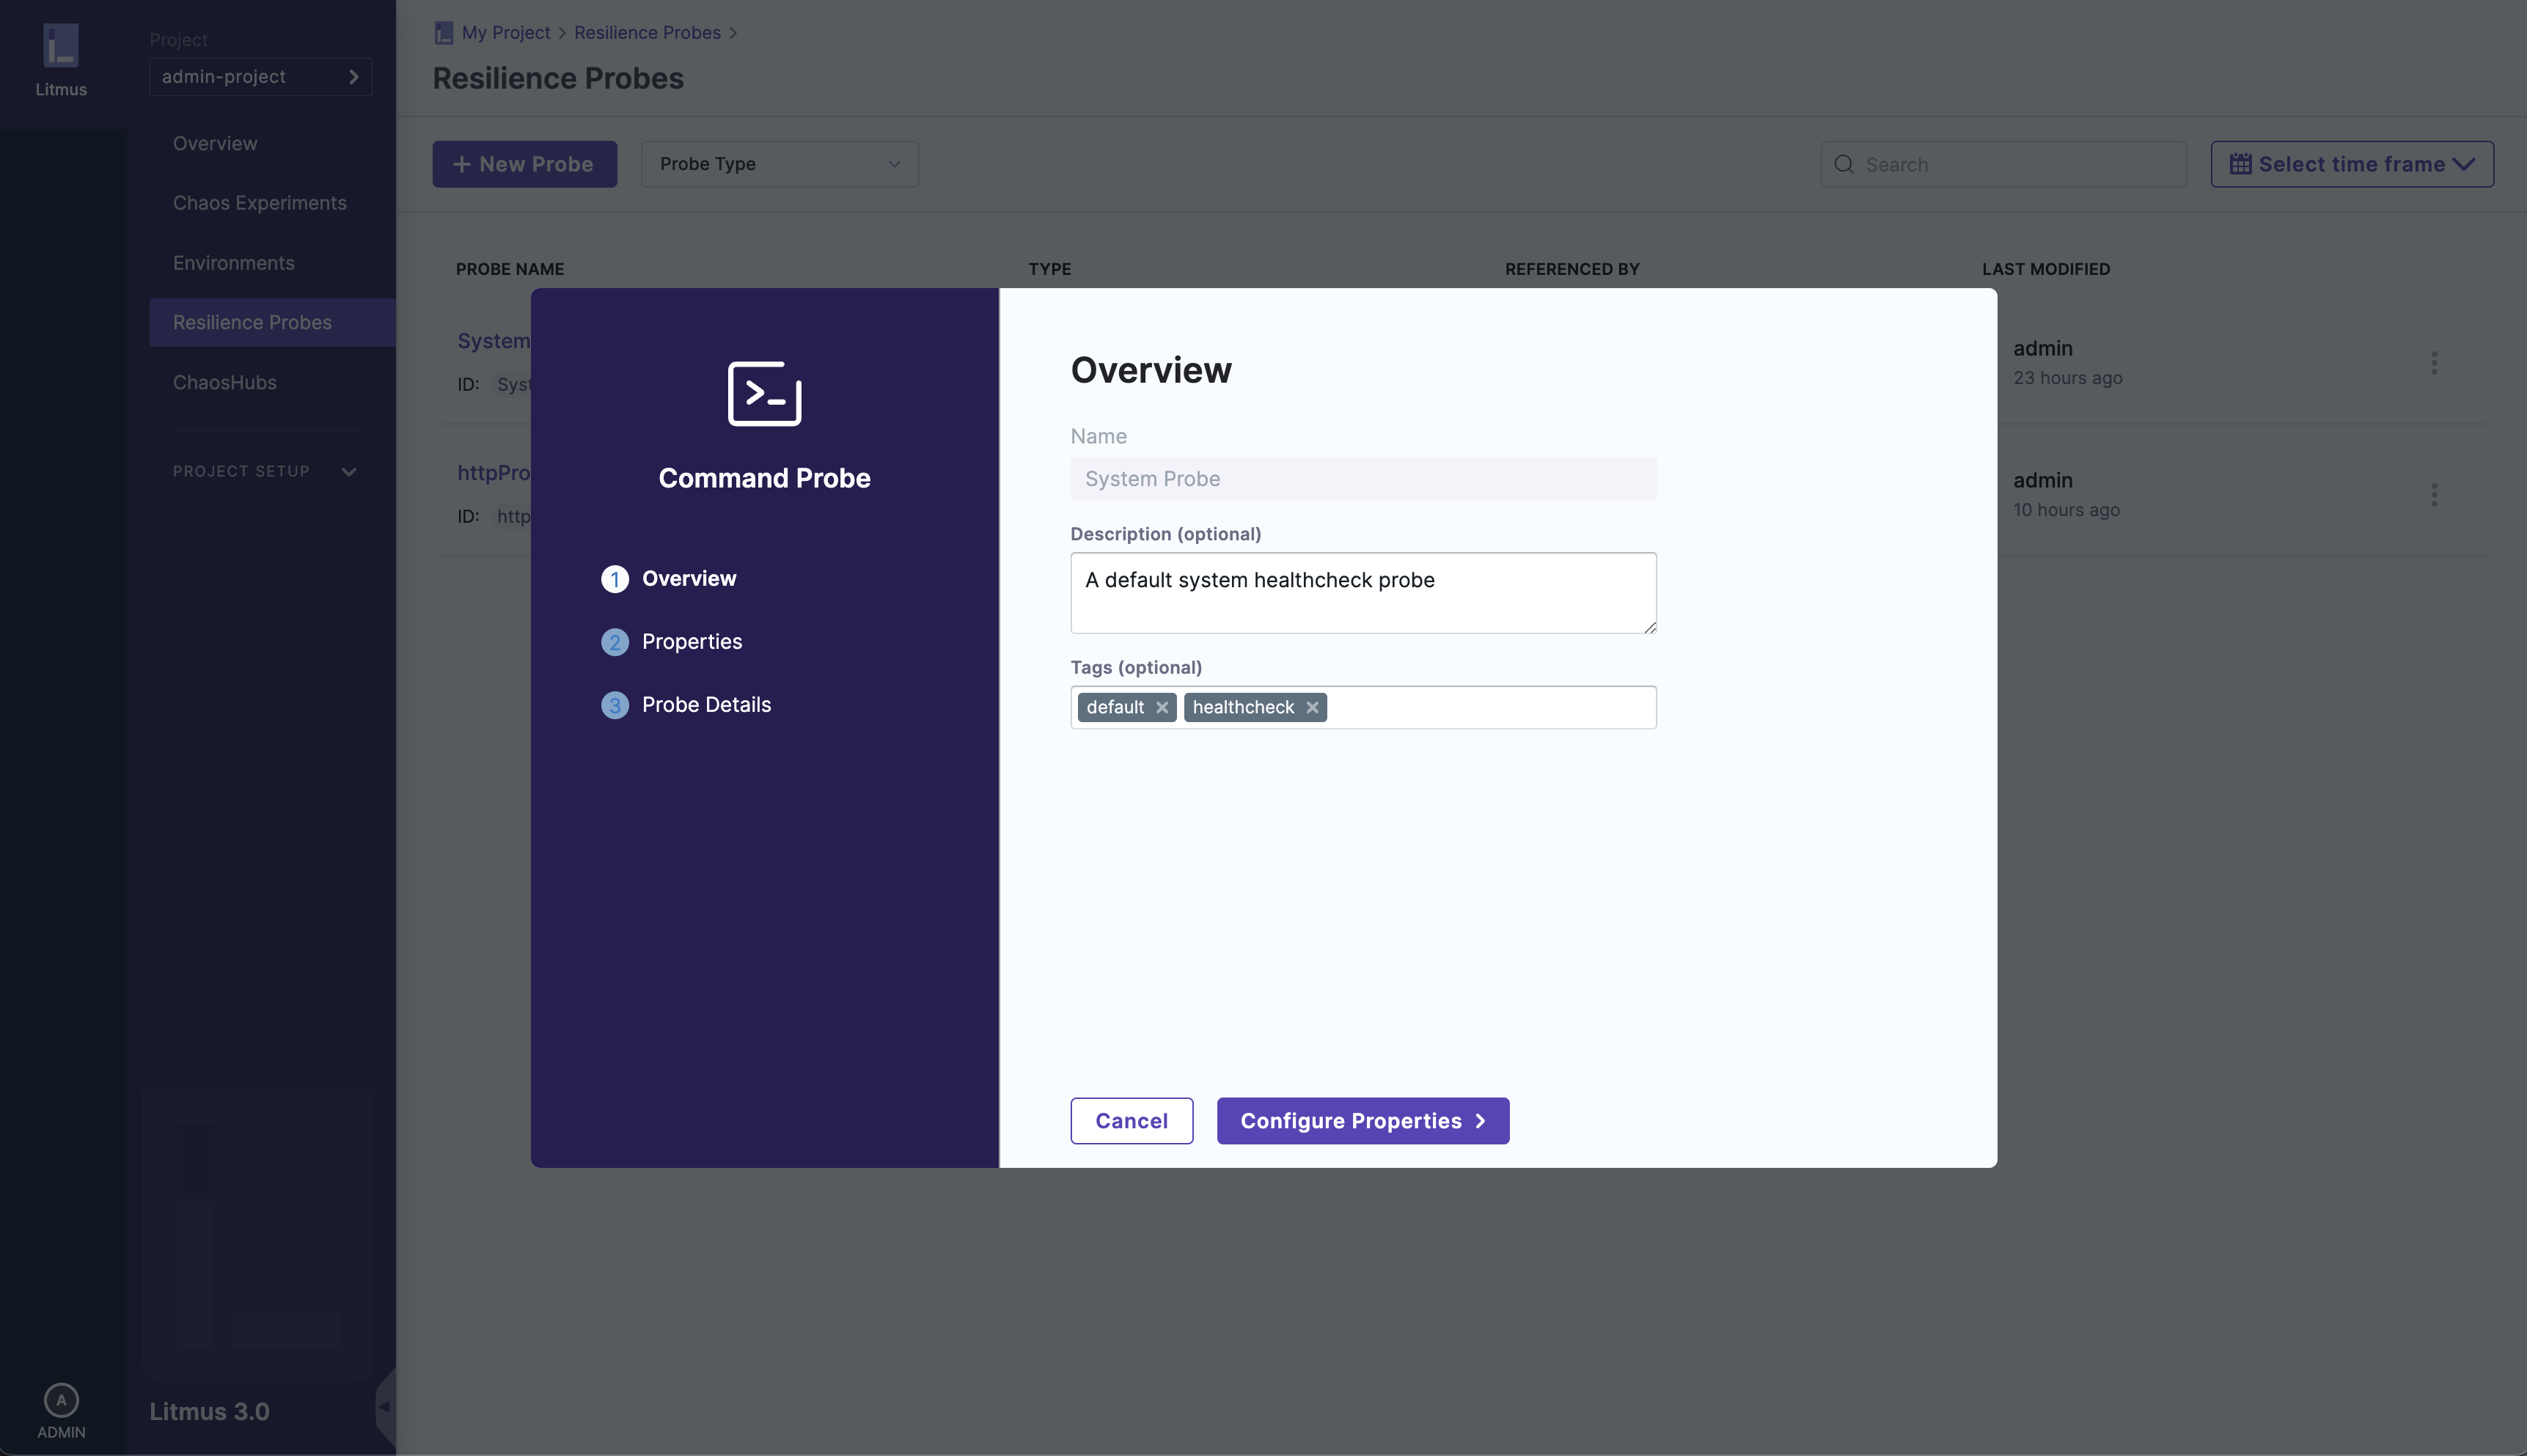 Litmus
Project
admin-project
Overview
Chaos Experiments
Environments
Resilience Probes
ChaosHubs
PROJECT SETUP
Litmus 3.0
A
ADMIN
My Project > Resilience Probes >
Resilience Probes
+ New Probe
Probe Type
Search
Select time frame
PROBE NAME TYPE REFERENCED BY LAST MODIFIED
System
ID: Syst
admin
23 hours ago
httpPro
ID: http
admin
10 hours ago
Command Probe
1 Overview
2 Properties
3 Probe Details
Overview
Name
System Probe
Description (optional)
A default system healthcheck probe
Tags (optional)
default × healthcheck ×
Cancel
Configure Properties >